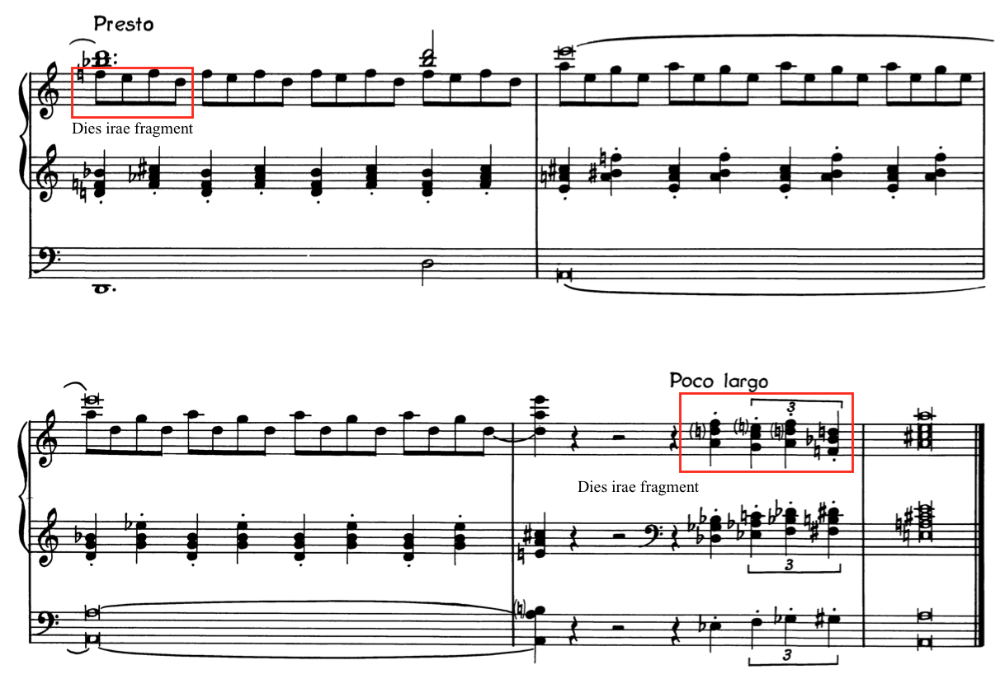 Presto
Dies irae fragment
Poco largo
3
Dies irae fragment
3
3